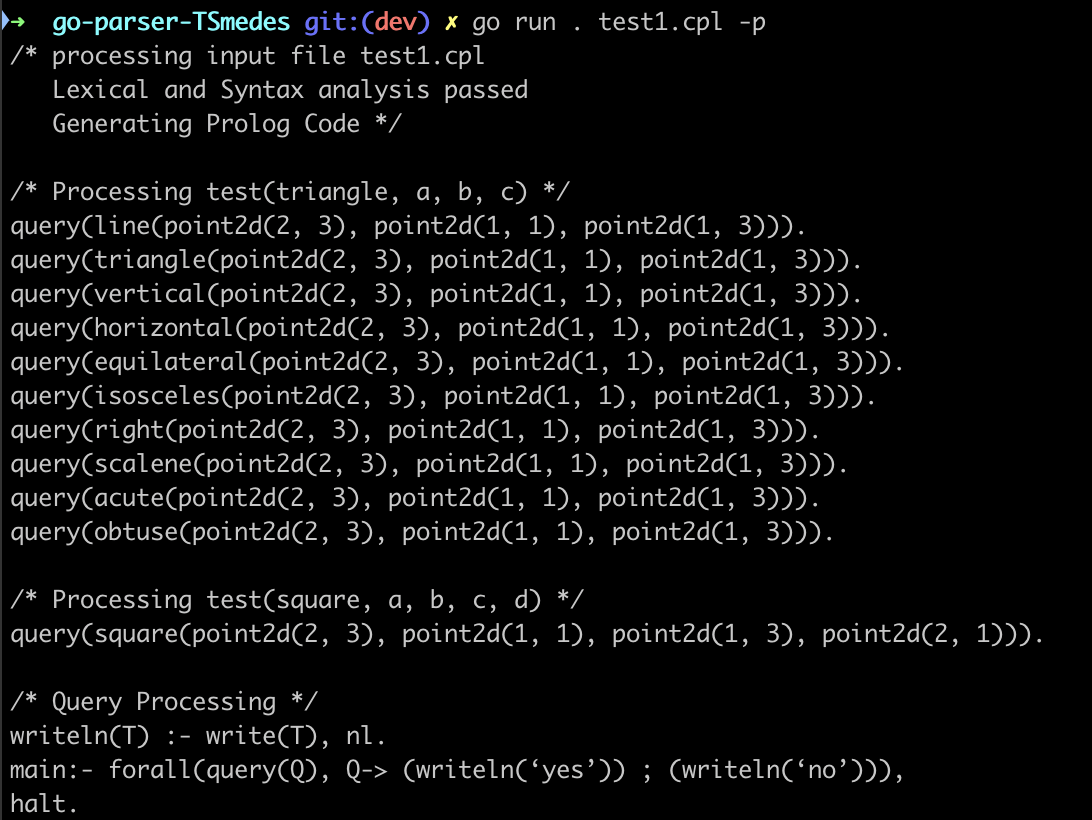 ➜ go-parser-TSmedes git:(dev) ✗ go run . test1.cpl -p
/* processing input file test1.cpl
   Lexical and Syntax analysis passed
   Generating Prolog Code */

/* Processing test(triangle, a, b, c) */
query(line(point2d(2, 3), point2d(1, 1), point2d(1, 3))).
query(triangle(point2d(2, 3), point2d(1, 1), point2d(1, 3))).
query(vertical(point2d(2, 3), point2d(1, 1), point2d(1, 3))).
query(horizontal(point2d(2, 3), point2d(1, 1), point2d(1, 3))).
query(equilateral(point2d(2, 3), point2d(1, 1), point2d(1, 3))).
query(isosceles(point2d(2, 3), point2d(1, 1), point2d(1, 3))).
query(right(point2d(2, 3), point2d(1, 1), point2d(1, 3))).
query(scalene(point2d(2, 3), point2d(1, 1), point2d(1, 3))).
query(acute(point2d(2, 3), point2d(1, 1), point2d(1, 3))).
query(obtuse(point2d(2, 3), point2d(1, 1), point2d(1, 3))).

/* Processing test(square, a, b, c, d) */
query(square(point2d(2, 3), point2d(1, 1), point2d(1, 3), point2d(2, 1))).

/* Query Processing */
writeln(T) :- write(T), nl.
main:- forall(query(Q), Q-> (writeln(‘yes’)) ; (writeln(‘no’))),
halt.